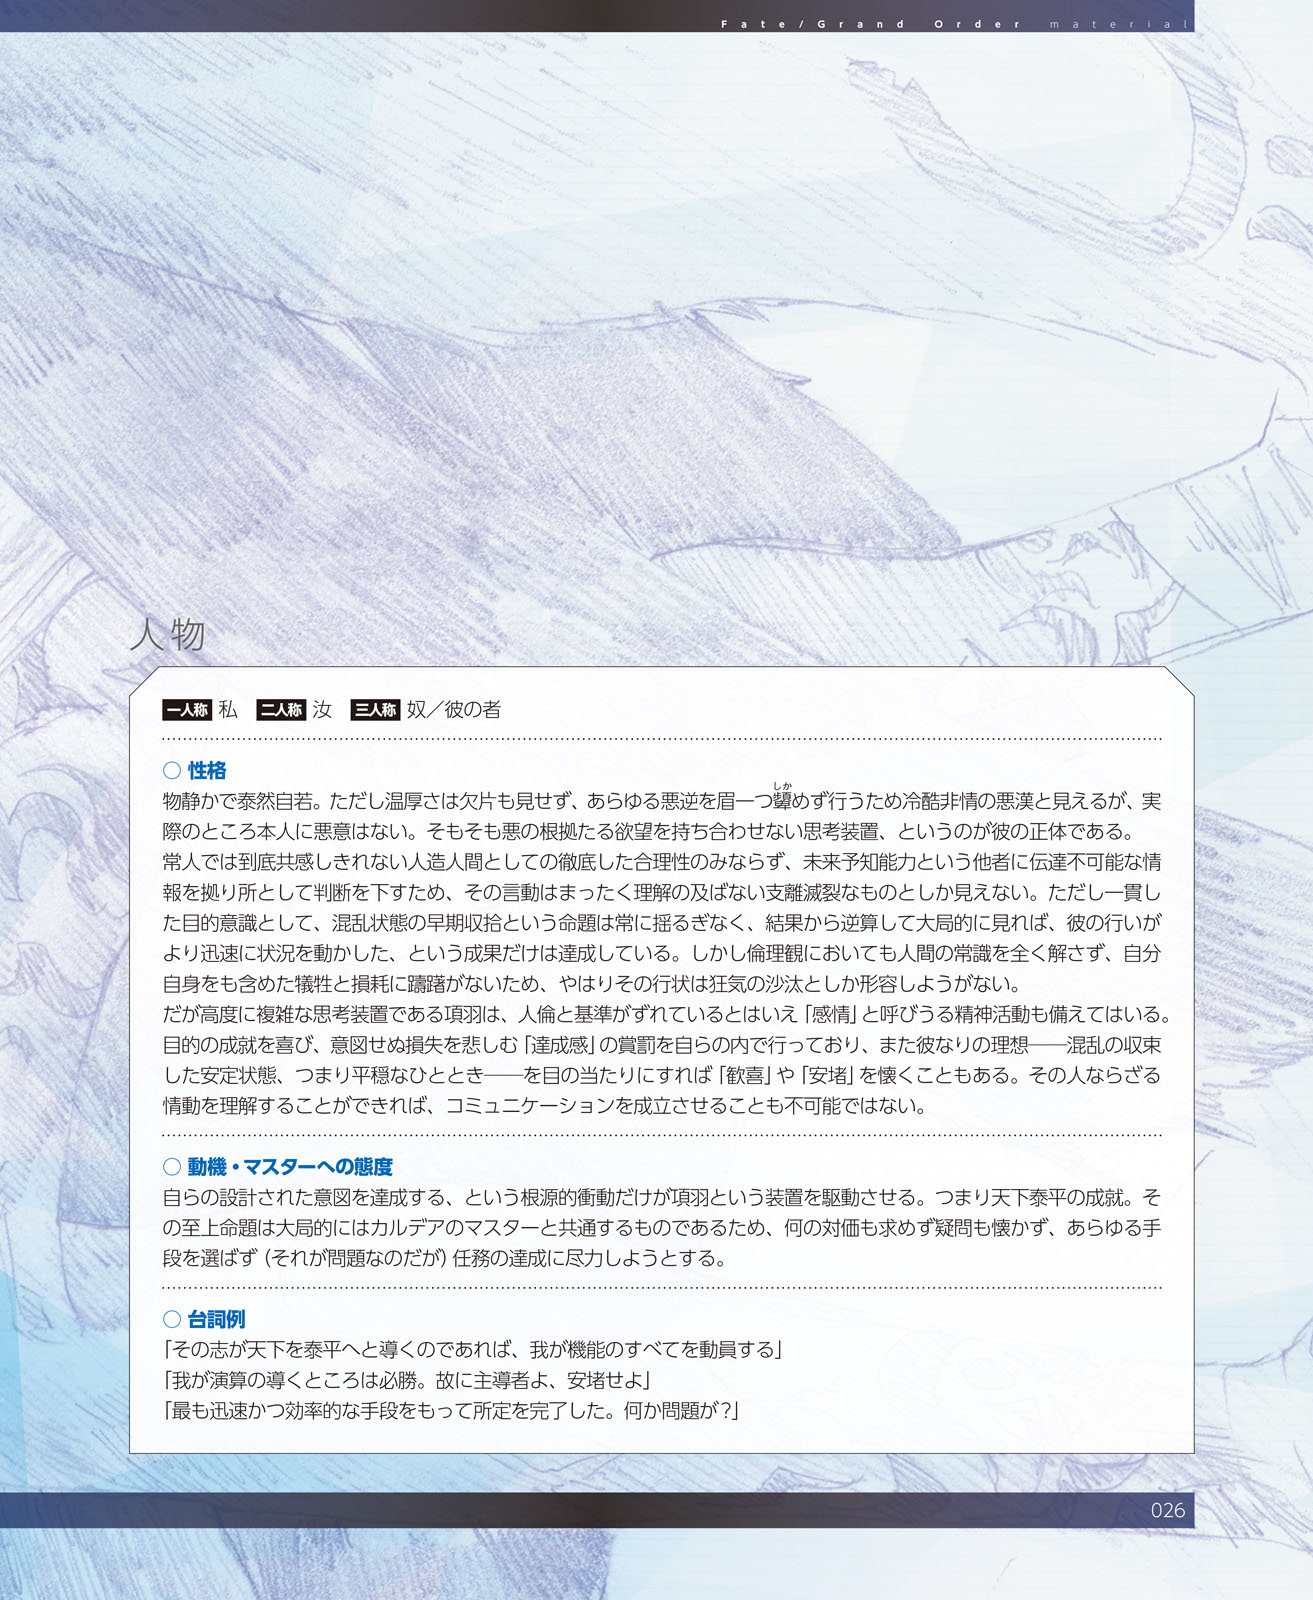 Fate/Grand Order material
人物
一人称 私 二人称 汝 三人称 奴／彼の者
○ 性格
しか
物静かで泰然自若。ただし温厚さは欠片も見せず、あらゆる悪逆を眉一つ顰めず行うため冷酷非情の悪漢と見えるが、実
際のところ本人に悪意はない。そもそも悪の根拠たる欲望を持ち合わせない思考装置、というのが彼の正体である。
常人では到底共感しきれない人造人間としての徹底した合理性のみならず、未来予知能力という他者に伝達不可能な情
報を拠り所として判断を下すため、その言動はまったく理解の及ばない支離滅裂なものとしか見えない。ただし一貫し
た目的意識として、混乱状態の早期収拾という命題は常に揺るぎなく、結果から逆算して大局的に見れば、彼の行いが
より迅速に状況を動かした、という成果だけは達成している。しかし倫理観においても人間の常識を全く解さず、自分
自身をも含めた犠牲と損耗に躊躇がないため、やはりその行状は狂気の沙汰としか形容しようがない。
だが高度に複雑な思考装置である項羽は、人倫と基準がずれているとはいえ「感情」と呼びうる精神活動も備えてはいる。
目的の成就を喜び、意図せぬ損失を悲しむ「達成感」の賞罰を自らの内で行っており、また彼なりの理想――混乱の収束
した安定状態、つまり平穏なひととき――を目の当たりにすれば「歓喜」や「安堵」を懐くこともある。その人ならざる
情動を理解することができれば、コミュニケーションを成立させることも不可能ではない。
○ 動機・マスターへの態度
自らの設計された意図を達成する、という根源的衝動だけが項羽という装置を駆動させる。つまり天下泰平の成就。そ
の至上命題は大局的にはカルデアのマスターと共通するものであるため、何の対価も求めず疑問も懐かず、あらゆる手
段を選ばず（それが問題なのだが）任務の達成に尽力しようとする。
○ 台詞例
「その志が天下を泰平へと導くのであれば、我が機能のすべてを動員する」
「我が演算の導くところは必勝。故に主導者よ、安堵せよ」
「最も迅速かつ効率的な手段をもって所定を完了した。何か問題が？」
026